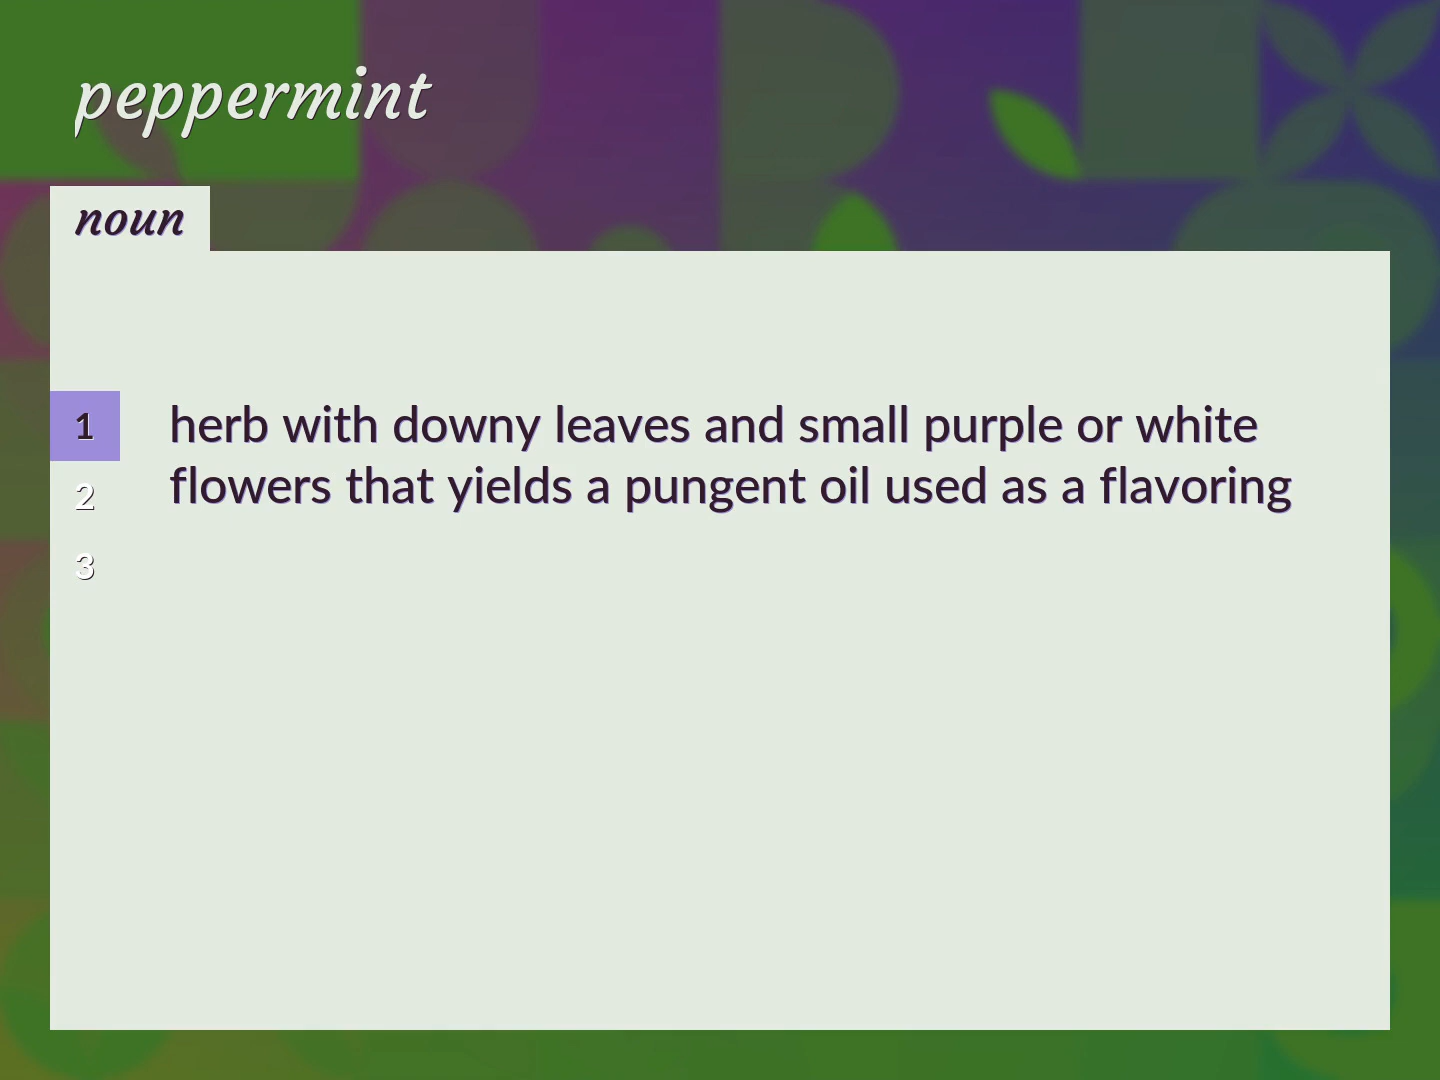 peppermint
noun
1
herb with downy leaves and small purple or white
flowers that yields a pungent oil used as a flavoring
2
3